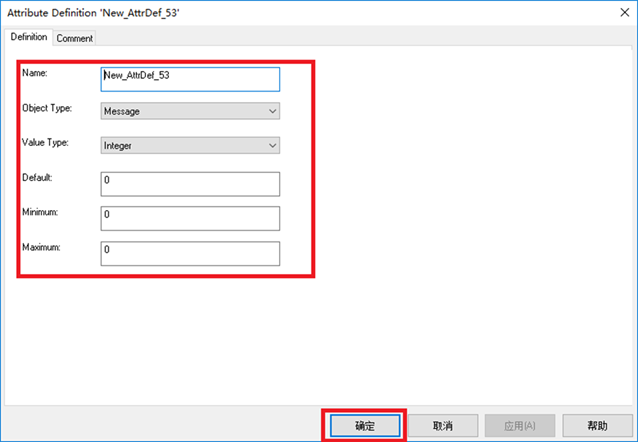 Attribute Definition 'New_AttrDef_53'
Definition Comment
Name: New_AttrDef_53
Object Type: Message
Value Type: Integer
Default: 0
Minimum: 0
Maximum: 0
确定 取消 应用(A) 帮助